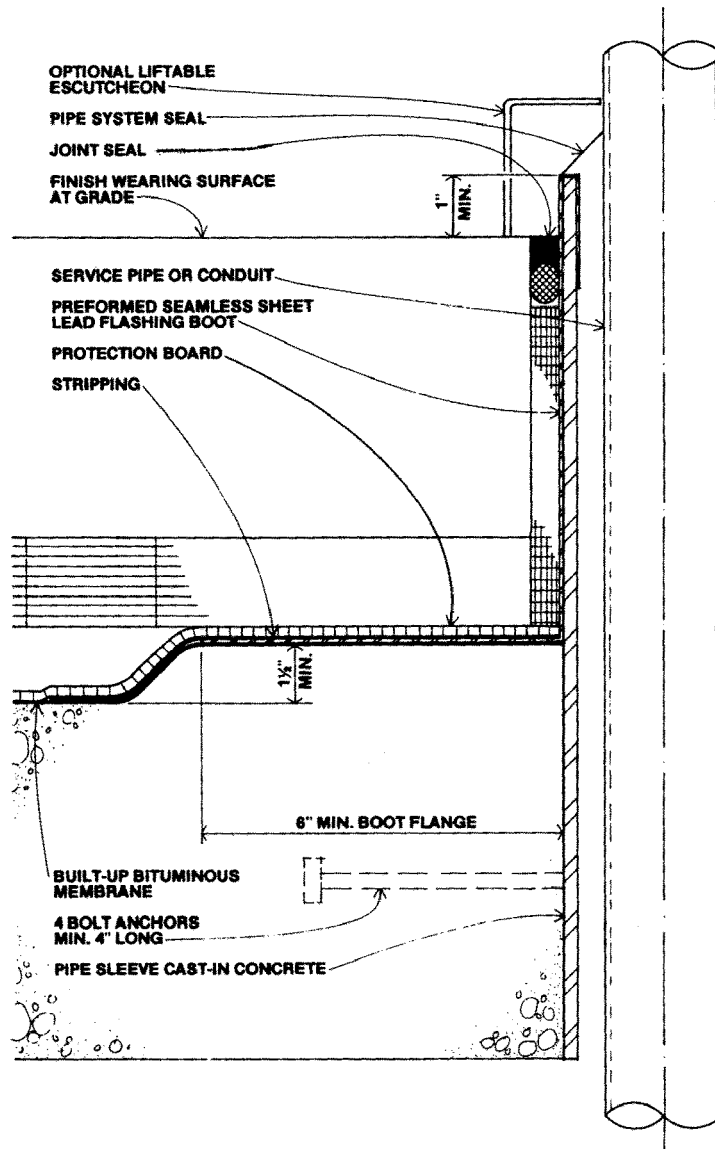 OPTIONAL LIFTABLE
ESCUTCHEON
PIPE SYSTEM SEAL
JOINT SEAL
FINISH WEARING SURFACE
AT GRADE
1"
MIN.
SERVICE PIPE OR CONDUIT
PREFORMED SEAMLESS SHEET
LEAD FLASHING BOOT
PROTECTION BOARD
STRIPPING
1½"
MIN.
6" MIN. BOOT FLANGE
BUILT-UP BITUMINOUS
MEMBRANE
4 BOLT ANCHORS
MIN. 4" LONG
PIPE SLEEVE CAST-IN CONCRETE